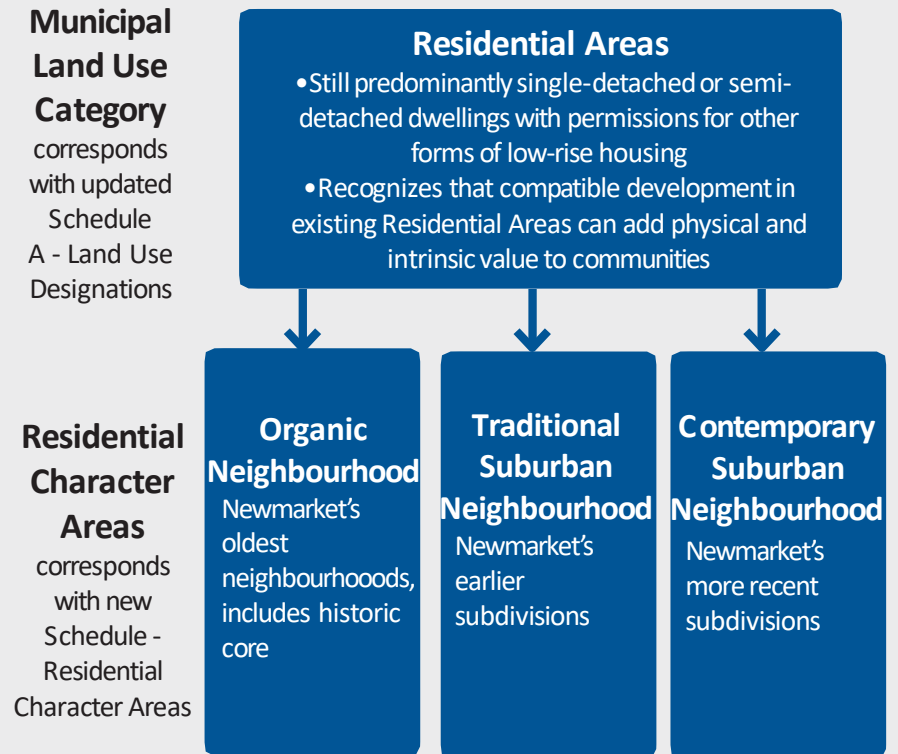 Municipal
Land Use
Category
corresponds
with updated
Schedule
A - Land Use
Designations
Residential Areas
•Still predominantly single-detached or semi-
detached dwellings with permissions for other
forms of low-rise housing
•Recognizes that compatible development in
existing Residential Areas can add physical and
intrinsic value to communities
Residential
Character
Areas
corresponds
with new
Schedule -
Residential
Character Areas
Organic
Neighbourhood
Newmarket’s
oldest
neighbourhooods,
includes historic
core
Traditional
Suburban
Neighbourhood
Newmarket’s
earlier
subdivisions
Contemporary
Suburban
Neighbourhood
Newmarket’s
more recent
subdivisions